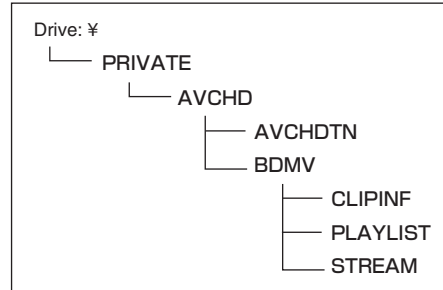 Drive: ¥
PRIVATE
AVCHD
AVCHDTN
BDMV
CLIPINF
PLAYLIST
STREAM